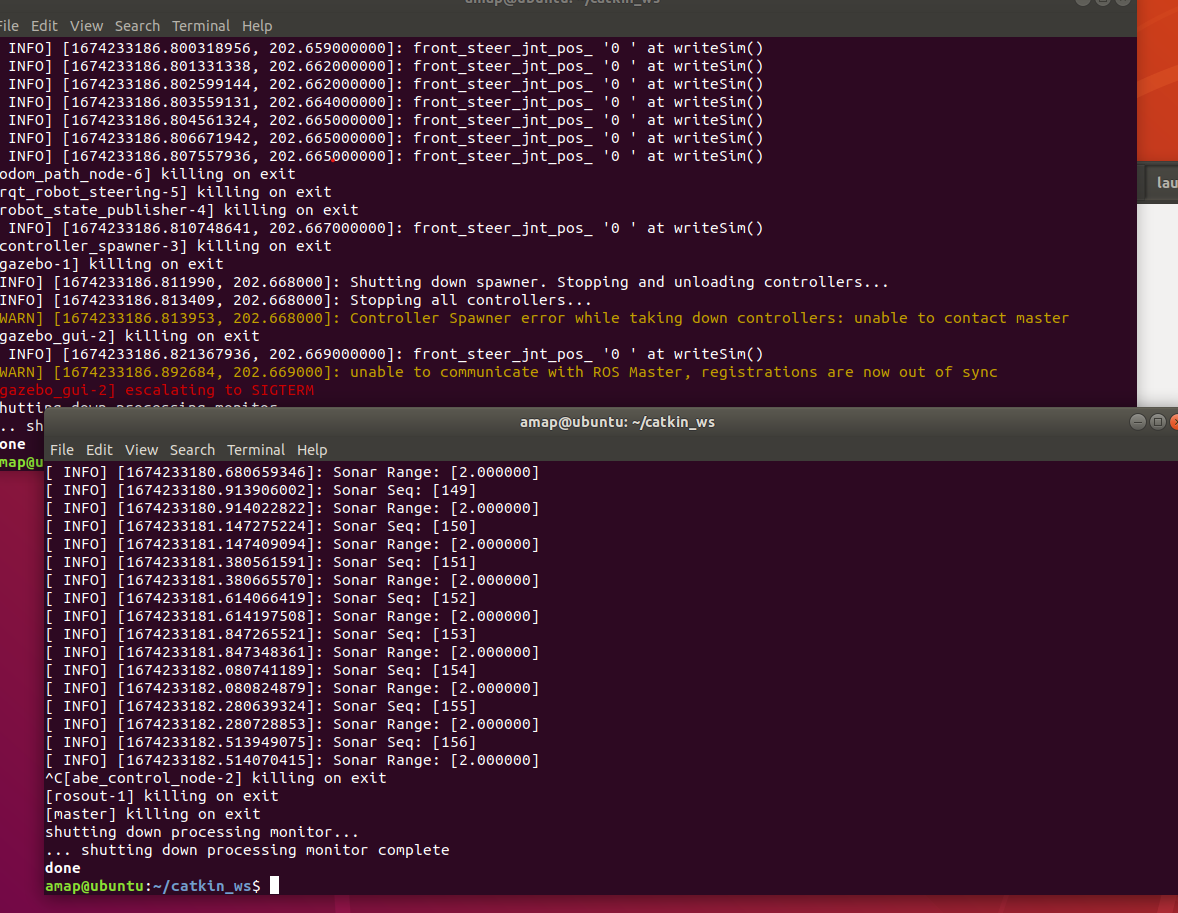 amap@ubuntu: ~/catkin_ws
File Edit View Search Terminal Help
INFO] [1674233186.800318956, 202.659000000]: front_steer_jnt_pos_ '0 ' at writeSim()
INFO] [1674233186.801331338, 202.662000000]: front_steer_jnt_pos_ '0 ' at writeSim()
INFO] [1674233186.802599144, 202.662000000]: front_steer_jnt_pos_ '0 ' at writeSim()
INFO] [1674233186.803559131, 202.664000000]: front_steer_jnt_pos_ '0 ' at writeSim()
INFO] [1674233186.804561324, 202.665000000]: front_steer_jnt_pos_ '0 ' at writeSim()
INFO] [1674233186.806671942, 202.665000000]: front_steer_jnt_pos_ '0 ' at writeSim()
INFO] [1674233186.807557936, 202.665000000]: front_steer_jnt_pos_ '0 ' at writeSim()
odom_path_node-6] killing on exit
rqt_robot_steering-5] killing on exit
robot_state_publisher-4] killing on exit
INFO] [1674233186.810748641, 202.667000000]: front_steer_jnt_pos_ '0 ' at writeSim()
controller_spawner-3] killing on exit
gazebo-1] killing on exit
INFO] [1674233186.811990, 202.668000]: Shutting down spawner. Stopping and unloading controllers...
INFO] [1674233186.813409, 202.668000]: Stopping all controllers...
WARN] [1674233186.813953, 202.668000]: Controller Spawner error while taking down controllers: unable to contact master
gazebo_gui-2] killing on exit
INFO] [1674233186.821367936, 202.669000000]: front_steer_jnt_pos_ '0 ' at writeSim()
WARN] [1674233186.892684, 202.669000]: unable to communicate with ROS Master, registrations are now out of sync
gazebo_gui-2] escalating to SIGTERM
hutting down processing monitor...
.. sh
one
map@u
lau
amap@ubuntu: ~/catkin_ws
File Edit View Search Terminal Help
[ INFO] [1674233180.680659346]: Sonar Range: [2.000000]
[ INFO] [1674233180.913906002]: Sonar Seq: [149]
[ INFO] [1674233180.914022822]: Sonar Range: [2.000000]
[ INFO] [1674233181.147275224]: Sonar Seq: [150]
[ INFO] [1674233181.147409094]: Sonar Range: [2.000000]
[ INFO] [1674233181.380561591]: Sonar Seq: [151]
[ INFO] [1674233181.380665570]: Sonar Range: [2.000000]
[ INFO] [1674233181.614066419]: Sonar Seq: [152]
[ INFO] [1674233181.614197508]: Sonar Range: [2.000000]
[ INFO] [1674233181.847265521]: Sonar Seq: [153]
[ INFO] [1674233181.847348361]: Sonar Range: [2.000000]
[ INFO] [1674233182.080741189]: Sonar Seq: [154]
[ INFO] [1674233182.080824879]: Sonar Range: [2.000000]
[ INFO] [1674233182.280639324]: Sonar Seq: [155]
[ INFO] [1674233182.280728853]: Sonar Range: [2.000000]
[ INFO] [1674233182.513949075]: Sonar Seq: [156]
[ INFO] [1674233182.514070415]: Sonar Range: [2.000000]
^C[abe_control_node-2] killing on exit
[rosout-1] killing on exit
[master] killing on exit
shutting down processing monitor...
... shutting down processing monitor complete
done
amap@ubuntu:~/catkin_ws$